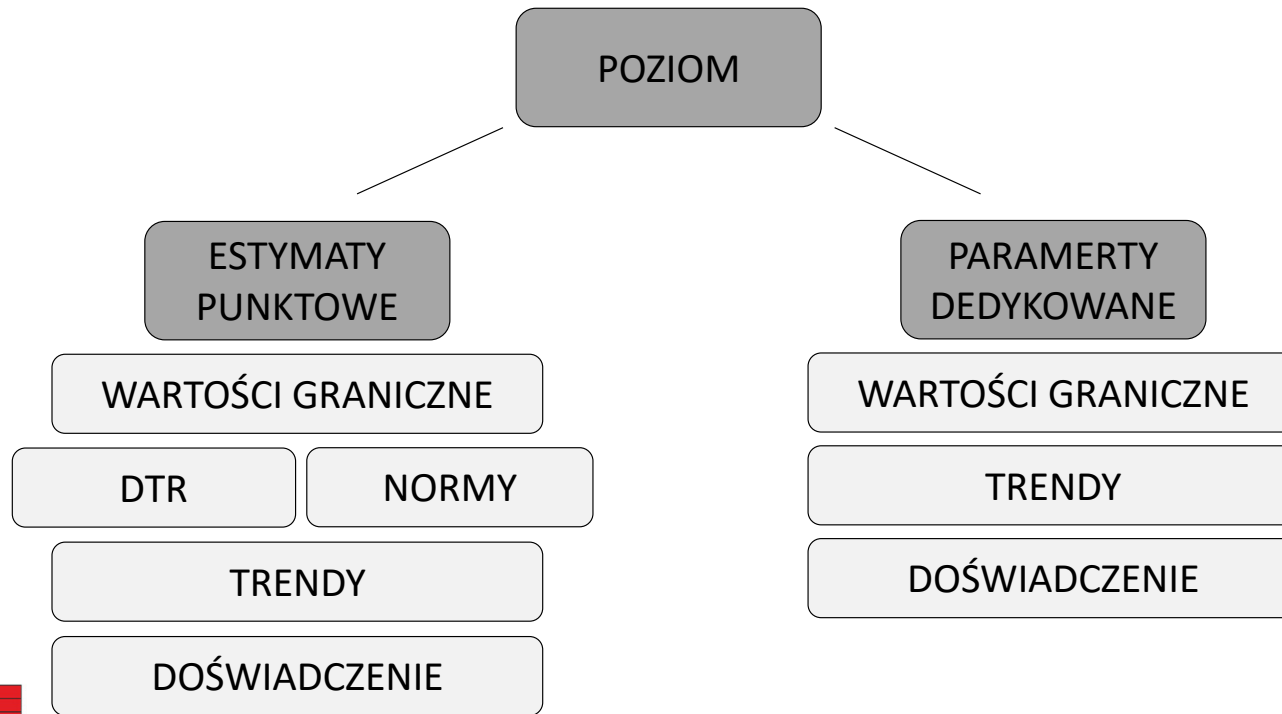 POZIOM
ESTYMATY
PUNKTOWE
WARTOŚCI GRANICZNE
DTR
NORMY
TRENDY
DOŚWIADCZENIE
PARAMERTY
DEDYKOWANE
WARTOŚCI GRANICZNE
TRENDY
DOŚWIADCZENIE